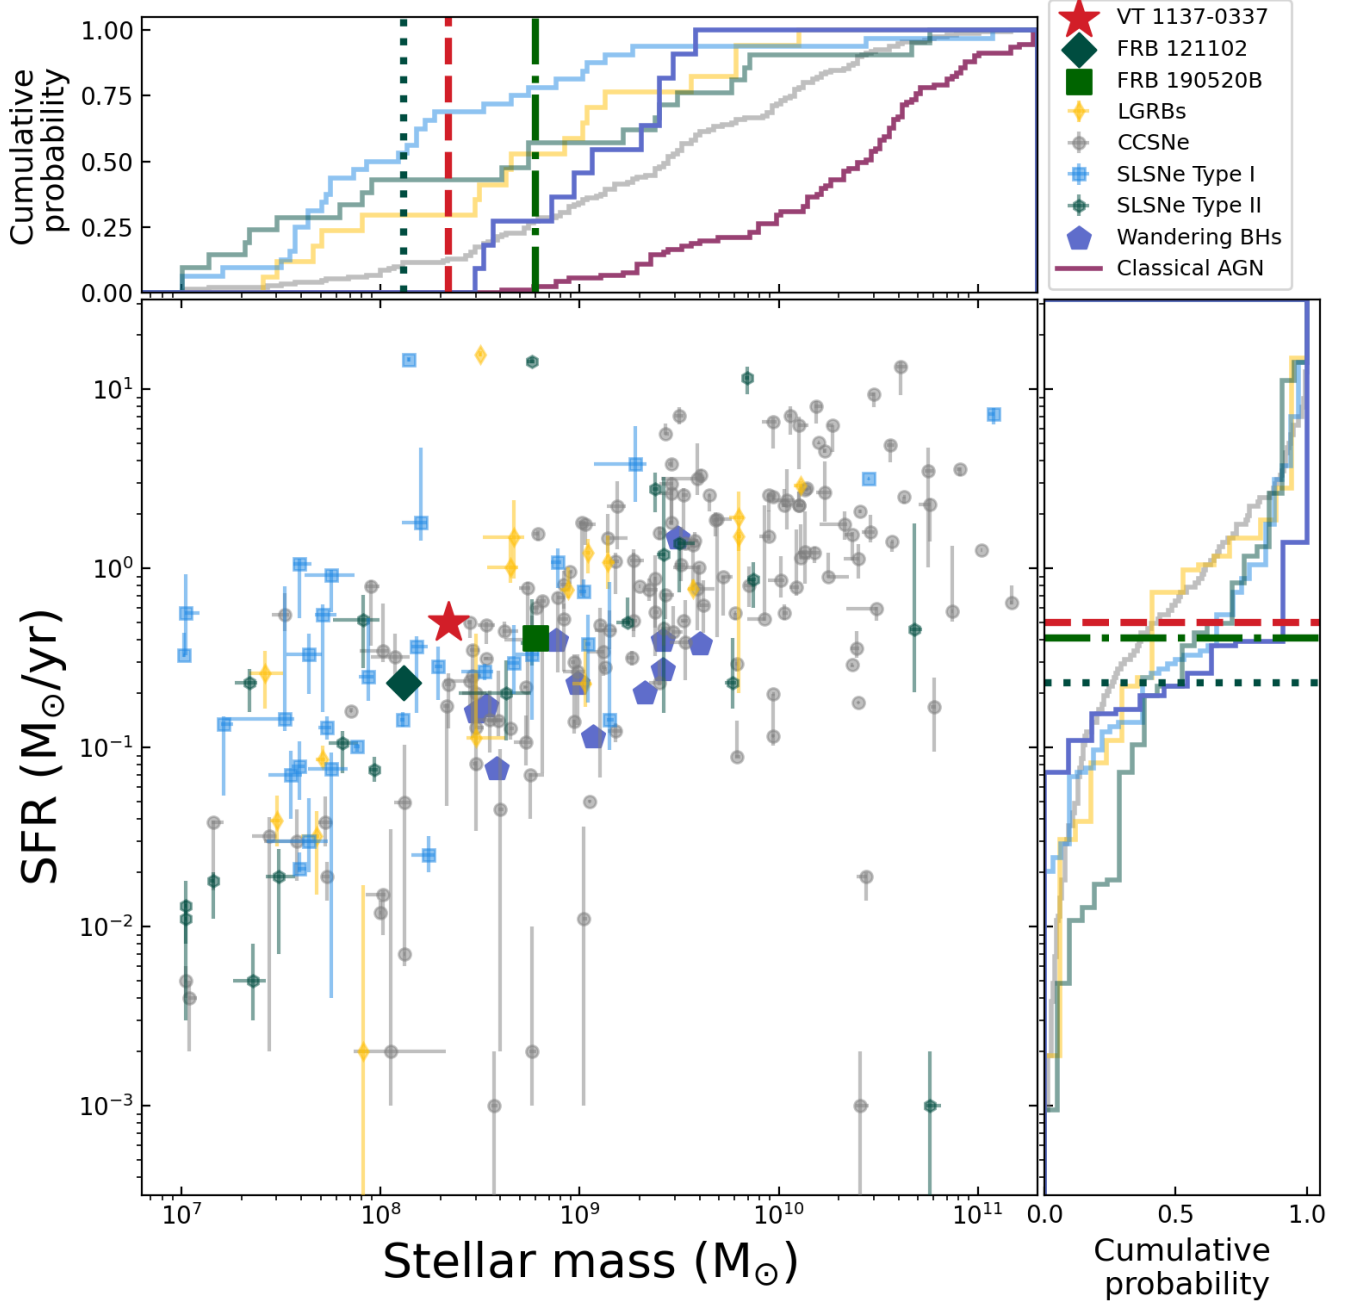 1.00
0.75
0.50
0.25
0.00
Cumulative
probability
VT 1137-0337
FRB 121102
FRB 190520B
LGRBs
CCSNe
SLSNe Type I
SLSNe Type II
Wandering BHs
Classical AGN
10¹
10⁰
10⁻¹
10⁻²
10⁻³
SFR (M☉/yr)
10⁷ 10⁸ 10⁹ 10¹⁰ 10¹¹
Stellar mass (M☉)
0.0 0.5 1.0
Cumulative
probability